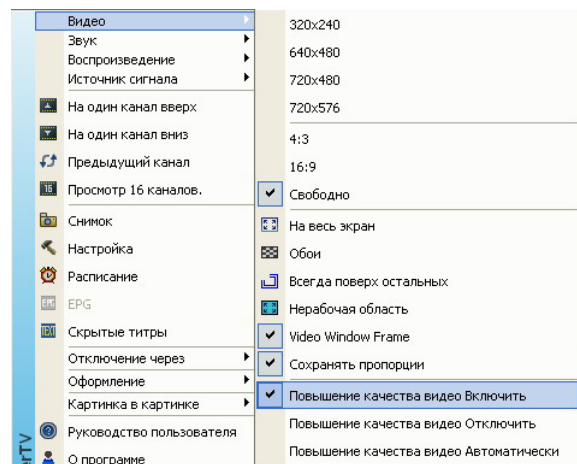 Видео
Звук
Воспроизведение
Источник сигнала
На один канал вверх
На один канал вниз
Предыдущий канал
16
Просмотр 16 каналов.
Снимок
Настройка
Расписание
EPG
EPG
Скрытые титры
Отключение через
Оформление
Картинка в картинке
Руководство пользователя
О программе
erTV
320x240
640x480
720x480
720x576
4:3
16:9
Свободно
На весь экран
Обои
Всегда поверх остальных
Нерабочая область
Video Window Frame
Сохранять пропорции
Повышение качества видео Включить
Повышение качества видео Отключить
Повышение качества видео Автоматически